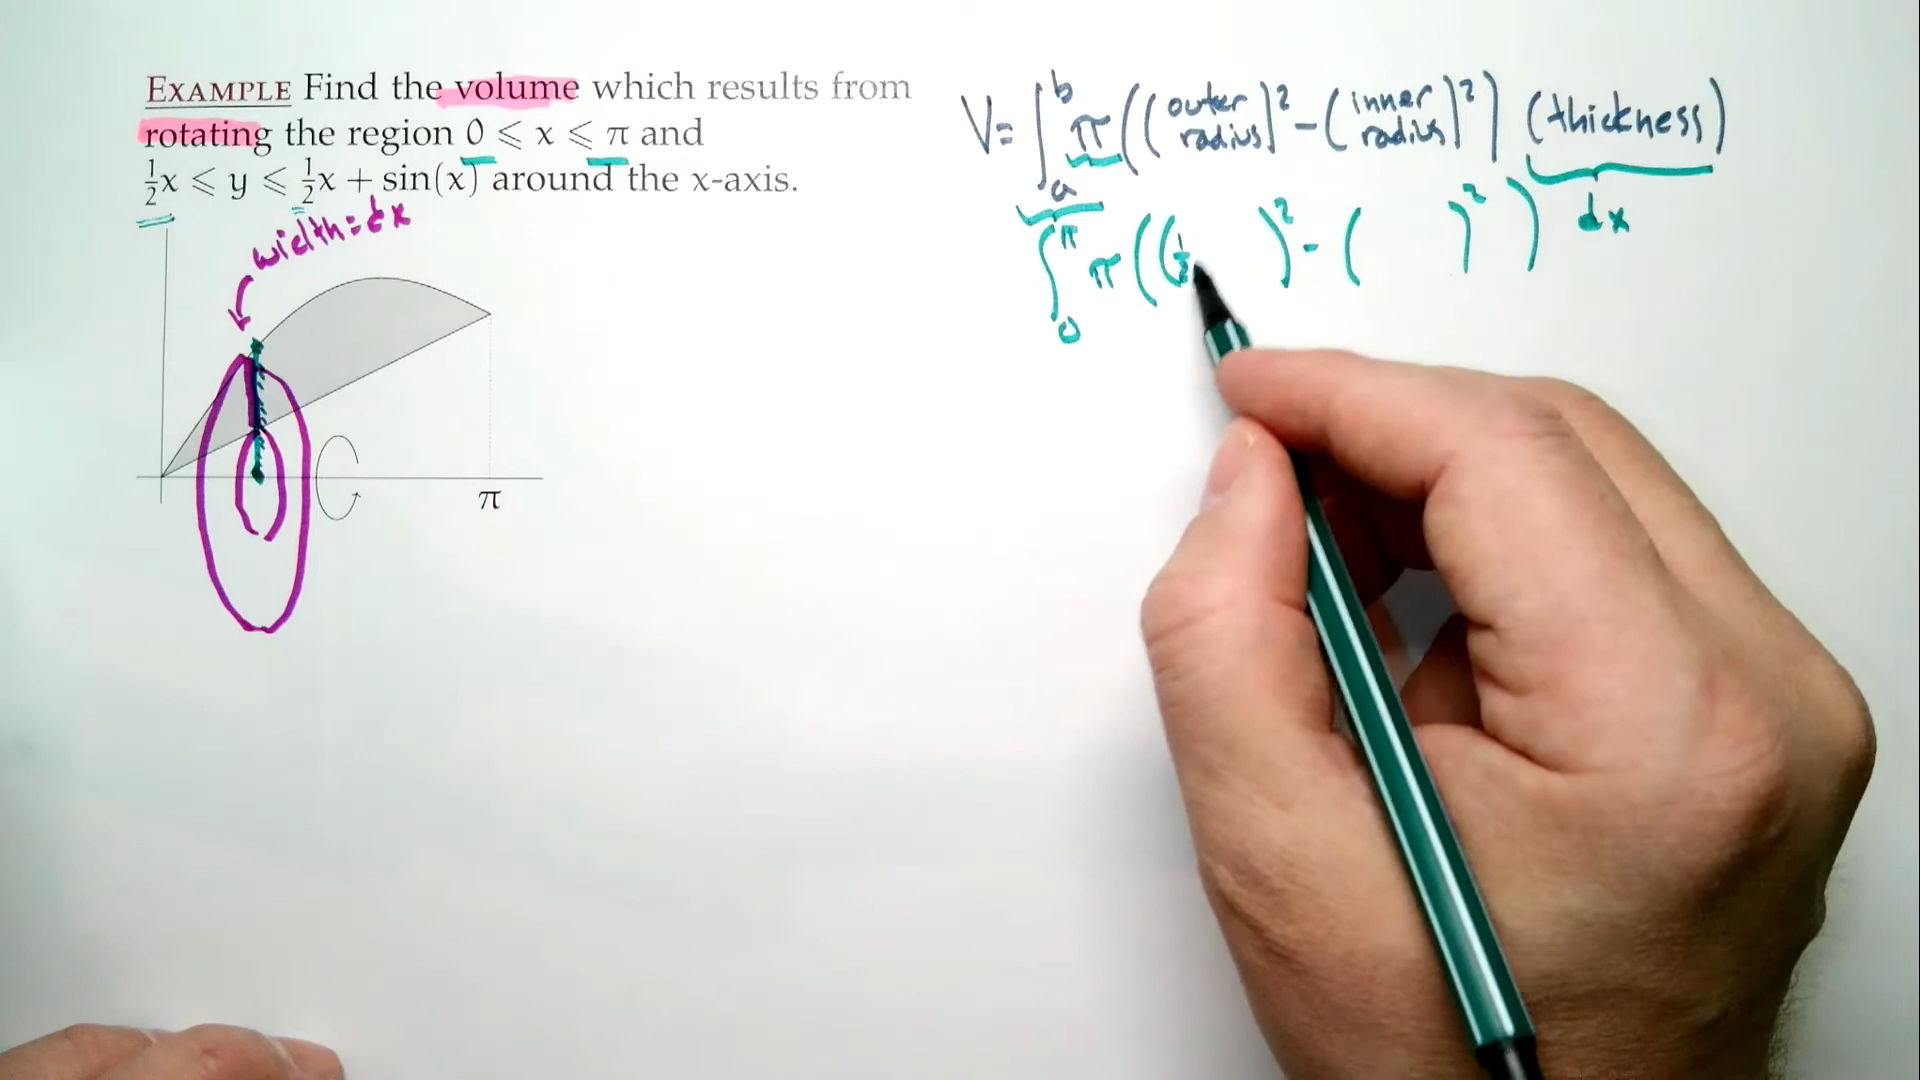 EXAMPLE Find the volume which results from
rotating the region 0 ⩽ x ⩽ π and
½x ⩽ y ⩽ ½x + sin(x) around the x-axis.
width = dx
π
V = ∫_a^b π((outer radius)² − (inner radius)²) (thickness)
dx
∫_0^π π((½ )² − ( )²)